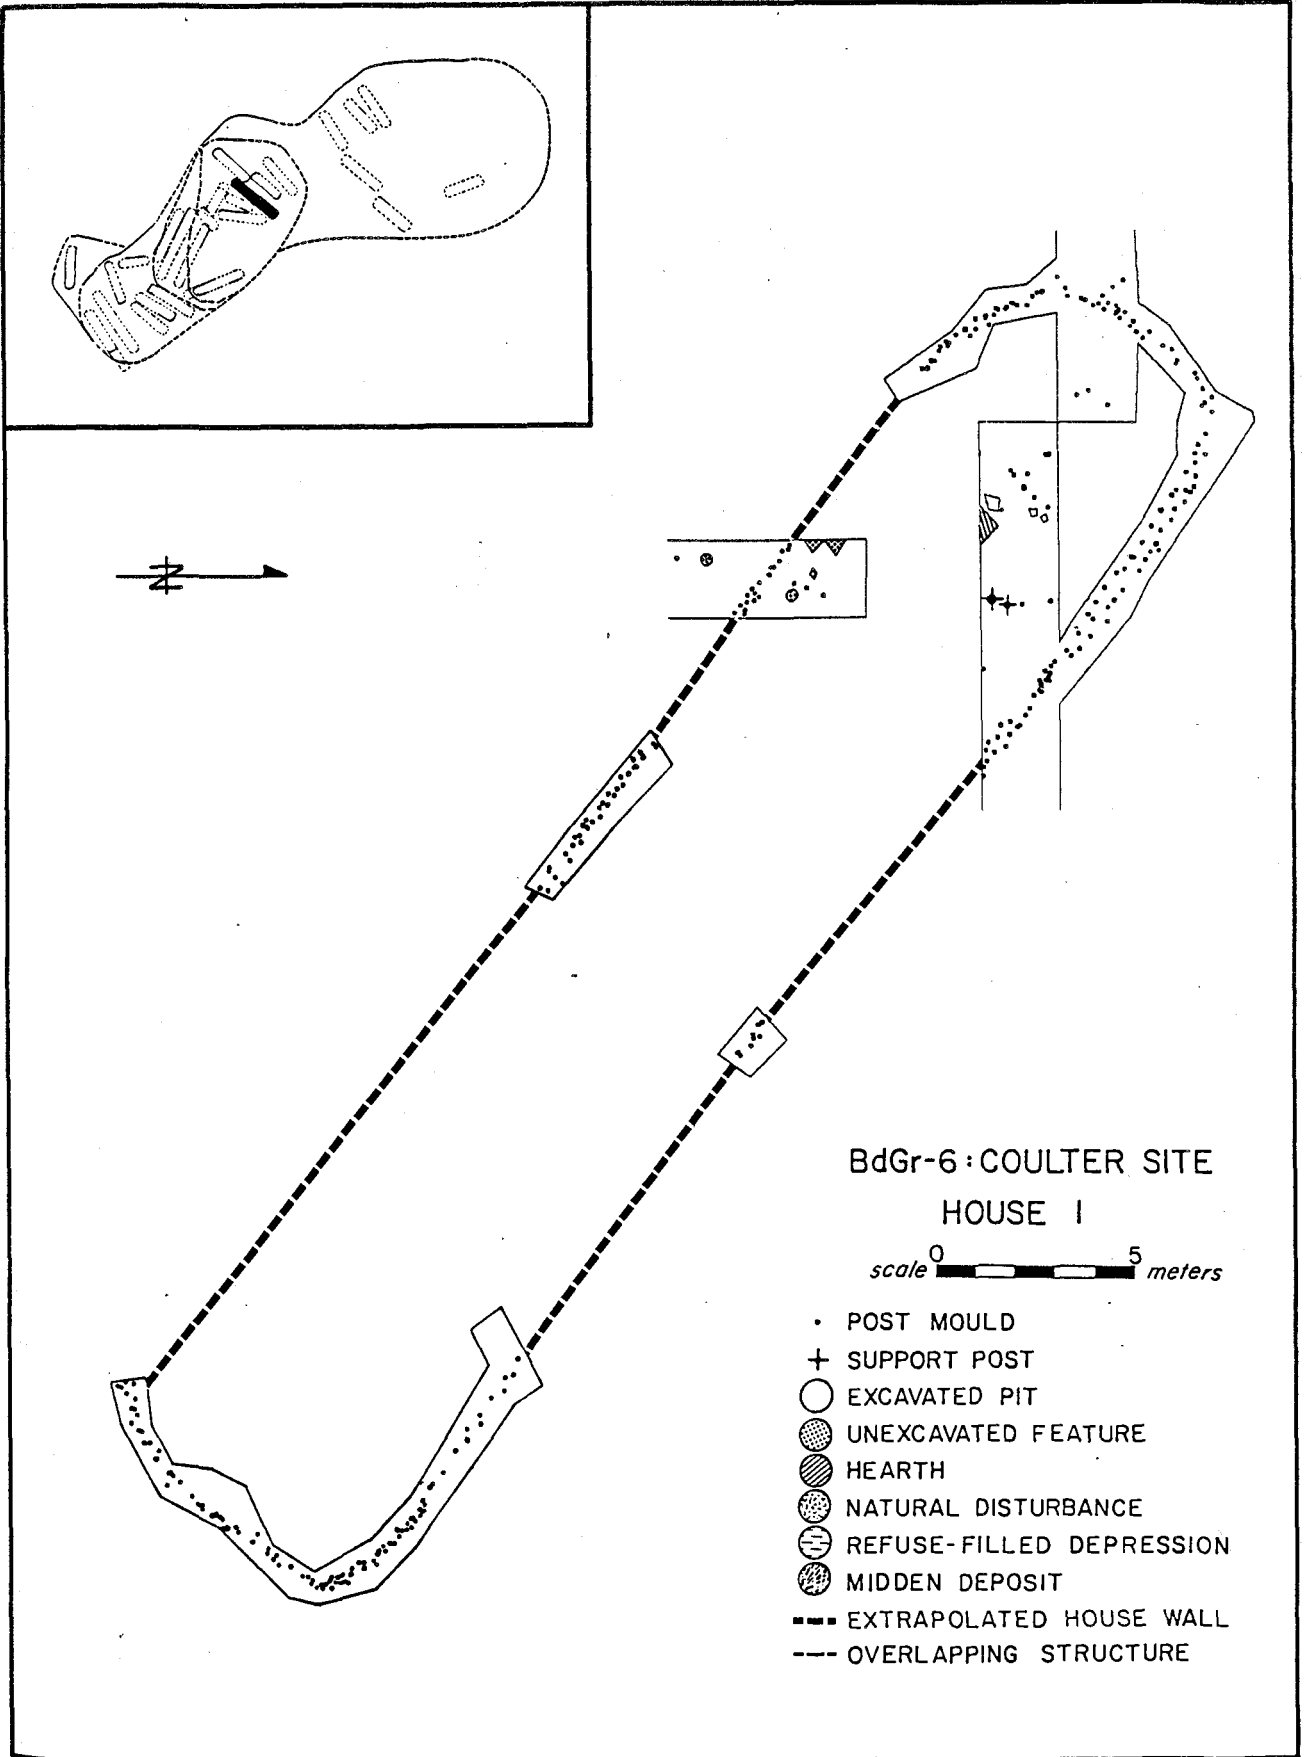 BdGr-6: COULTER SITE
HOUSE 1
0 5
scale meters
POST MOULD
SUPPORT POST
EXCAVATED PIT
UNEXCAVATED FEATURE
HEARTH
NATURAL DISTURBANCE
REFUSE-FILLED DEPRESSION
MIDDEN DEPOSIT
EXTRAPOLATED HOUSE WALL
OVERLAPPING STRUCTURE
N